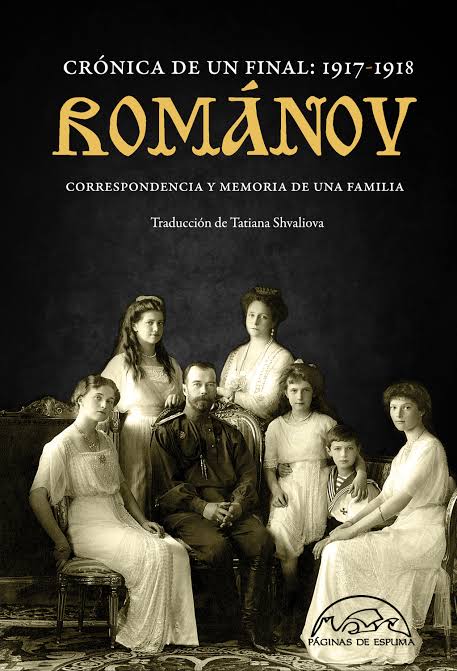 CRÓNICA DE UN FINAL: 1917-1918
ROMÁNOV
CORRESPONDENCIA Y MEMORIA DE UNA FAMILIA
Traducción de Tatiana Shvaliova
PÁGINAS DE ESPUMA